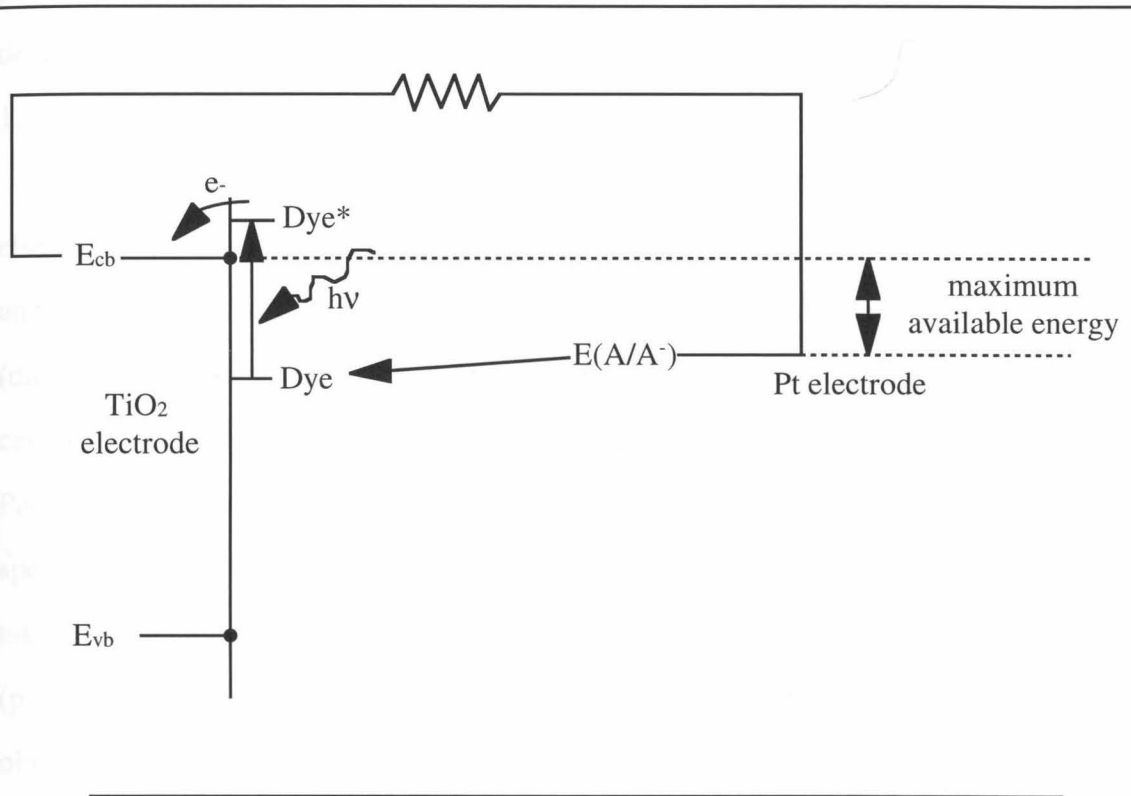 e-
Dye*
Ecb
hν
maximum
available energy
E(A/A⁻)
Dye
Pt electrode
TiO₂
electrode
Evb